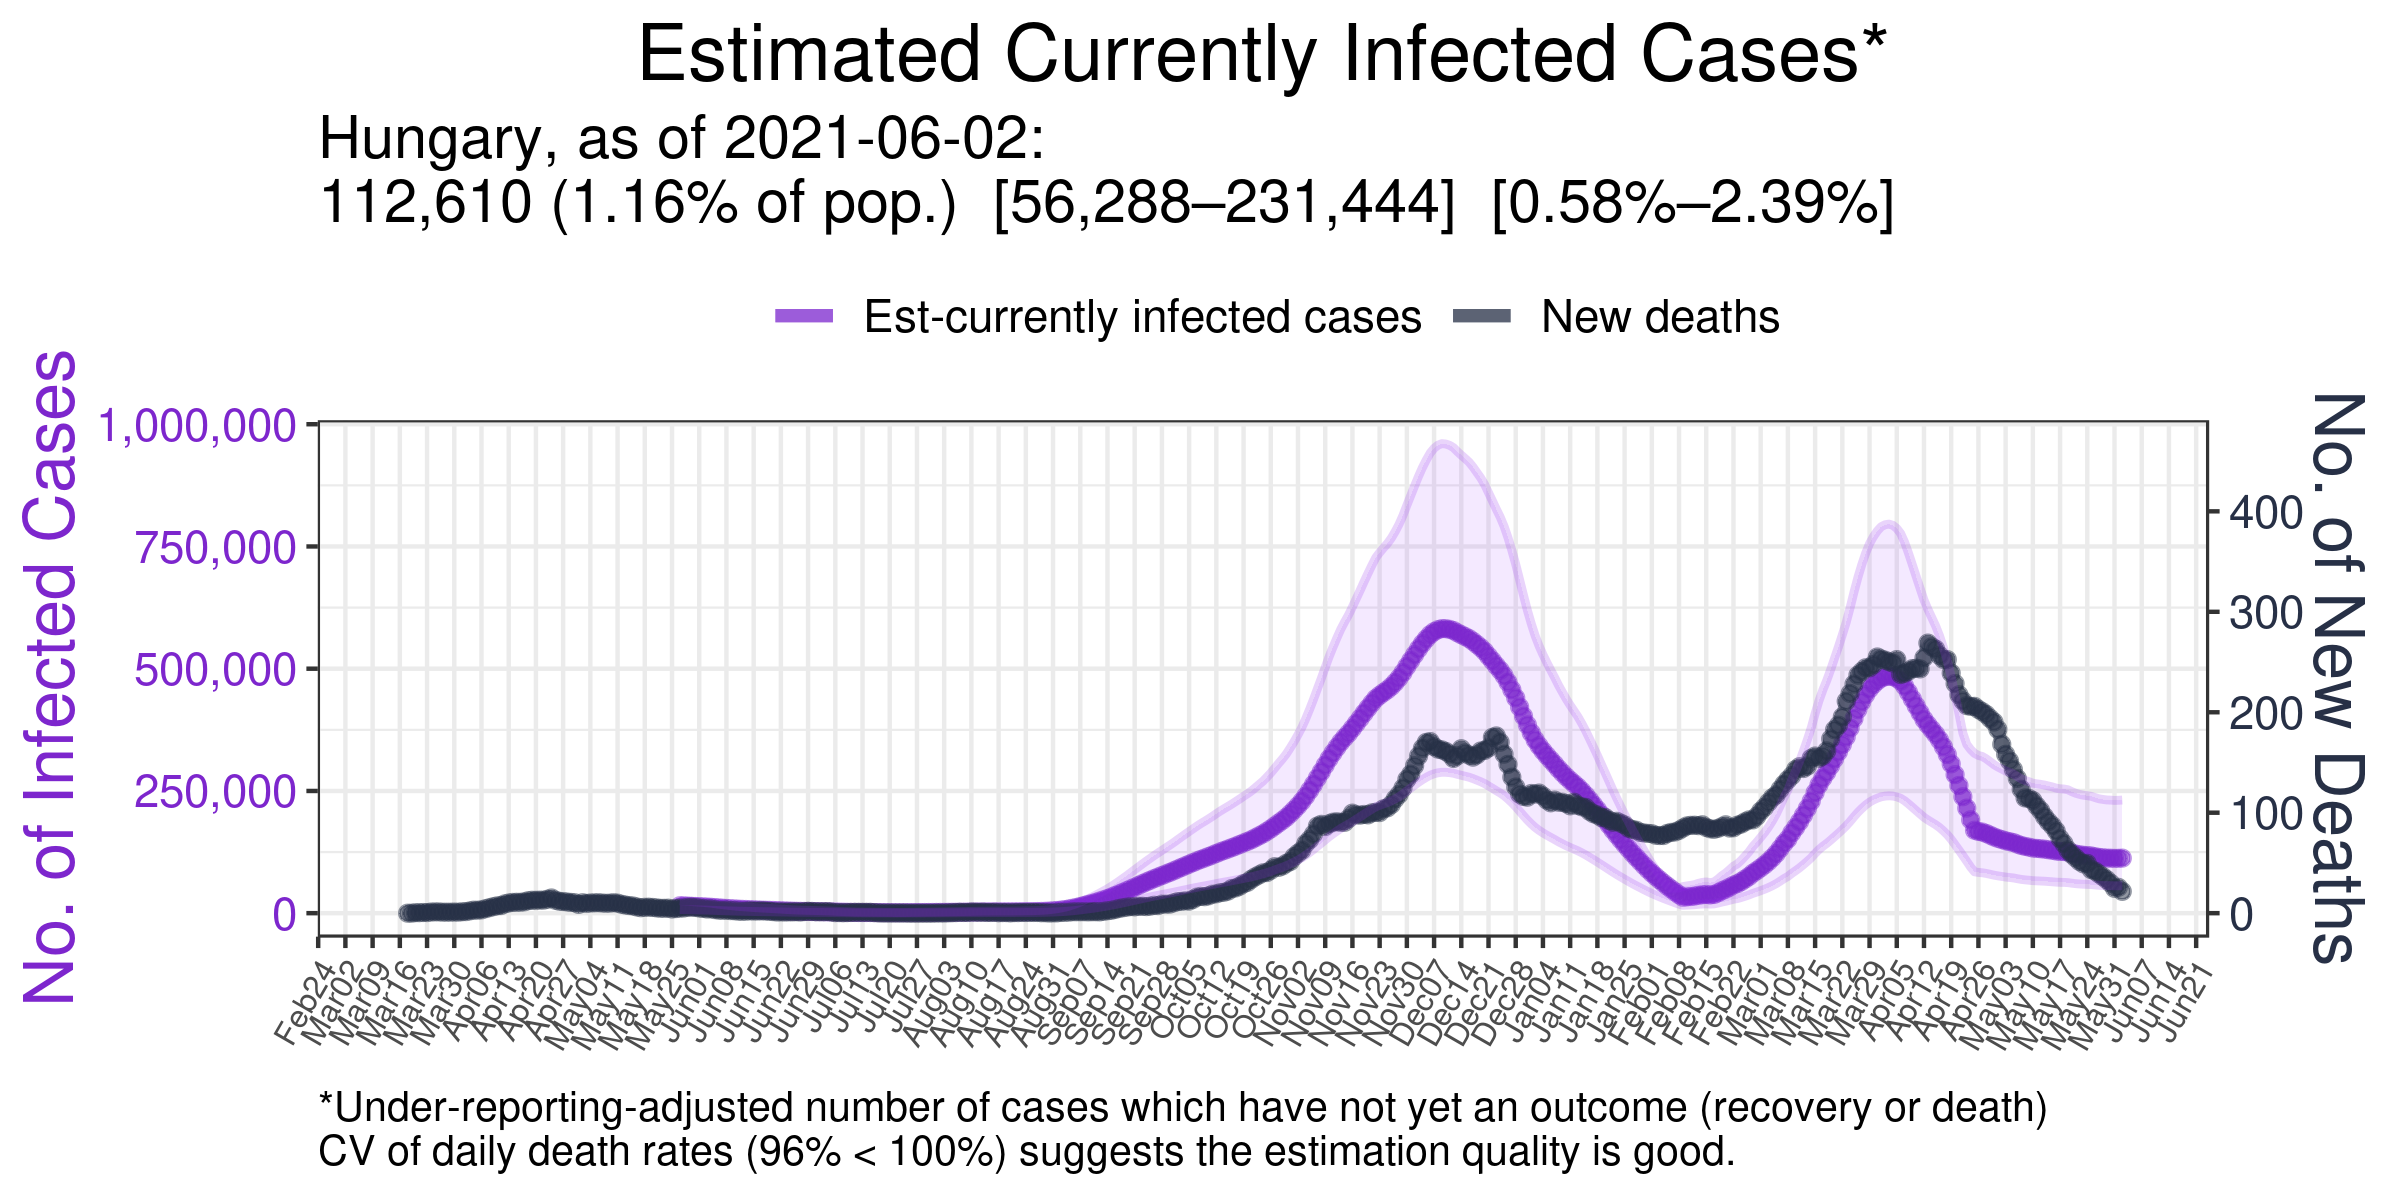 Estimated Currently Infected Cases*
Hungary, as of 2021-06-02:
112,610 (1.16% of pop.) [56,288–231,444] [0.58%–2.39%]
Est-currently infected cases
New deaths
No. of Infected Cases
1,000,000
750,000
500,000
250,000
0
No. of New Deaths
400
300
200
100
0
Feb24
Mar02
Mar09
Mar16
Mar23
Mar30
Apr06
Apr13
Apr20
Apr27
May04
May11
May18
May25
Jun01
Jun08
Jun15
Jun22
Jun29
Jul06
Jul13
Jul20
Jul27
Aug03
Aug10
Aug17
Aug24
Aug31
Sep07
Sep14
Sep21
Sep28
Oct05
Oct12
Oct19
Oct26
Nov02
Nov09
Nov16
Nov23
Nov30
Dec07
Dec14
Dec21
Dec28
Jan04
Jan11
Jan18
Jan25
Feb01
Feb08
Feb15
Feb22
Mar01
Mar08
Mar15
Mar22
Mar29
Apr05
Apr12
Apr19
Apr26
May03
May10
May17
May24
May31
Jun07
Jun14
Jun21
*Under-reporting-adjusted number of cases which have not yet an outcome (recovery or death)
CV of daily death rates (96% < 100%) suggests the estimation quality is good.